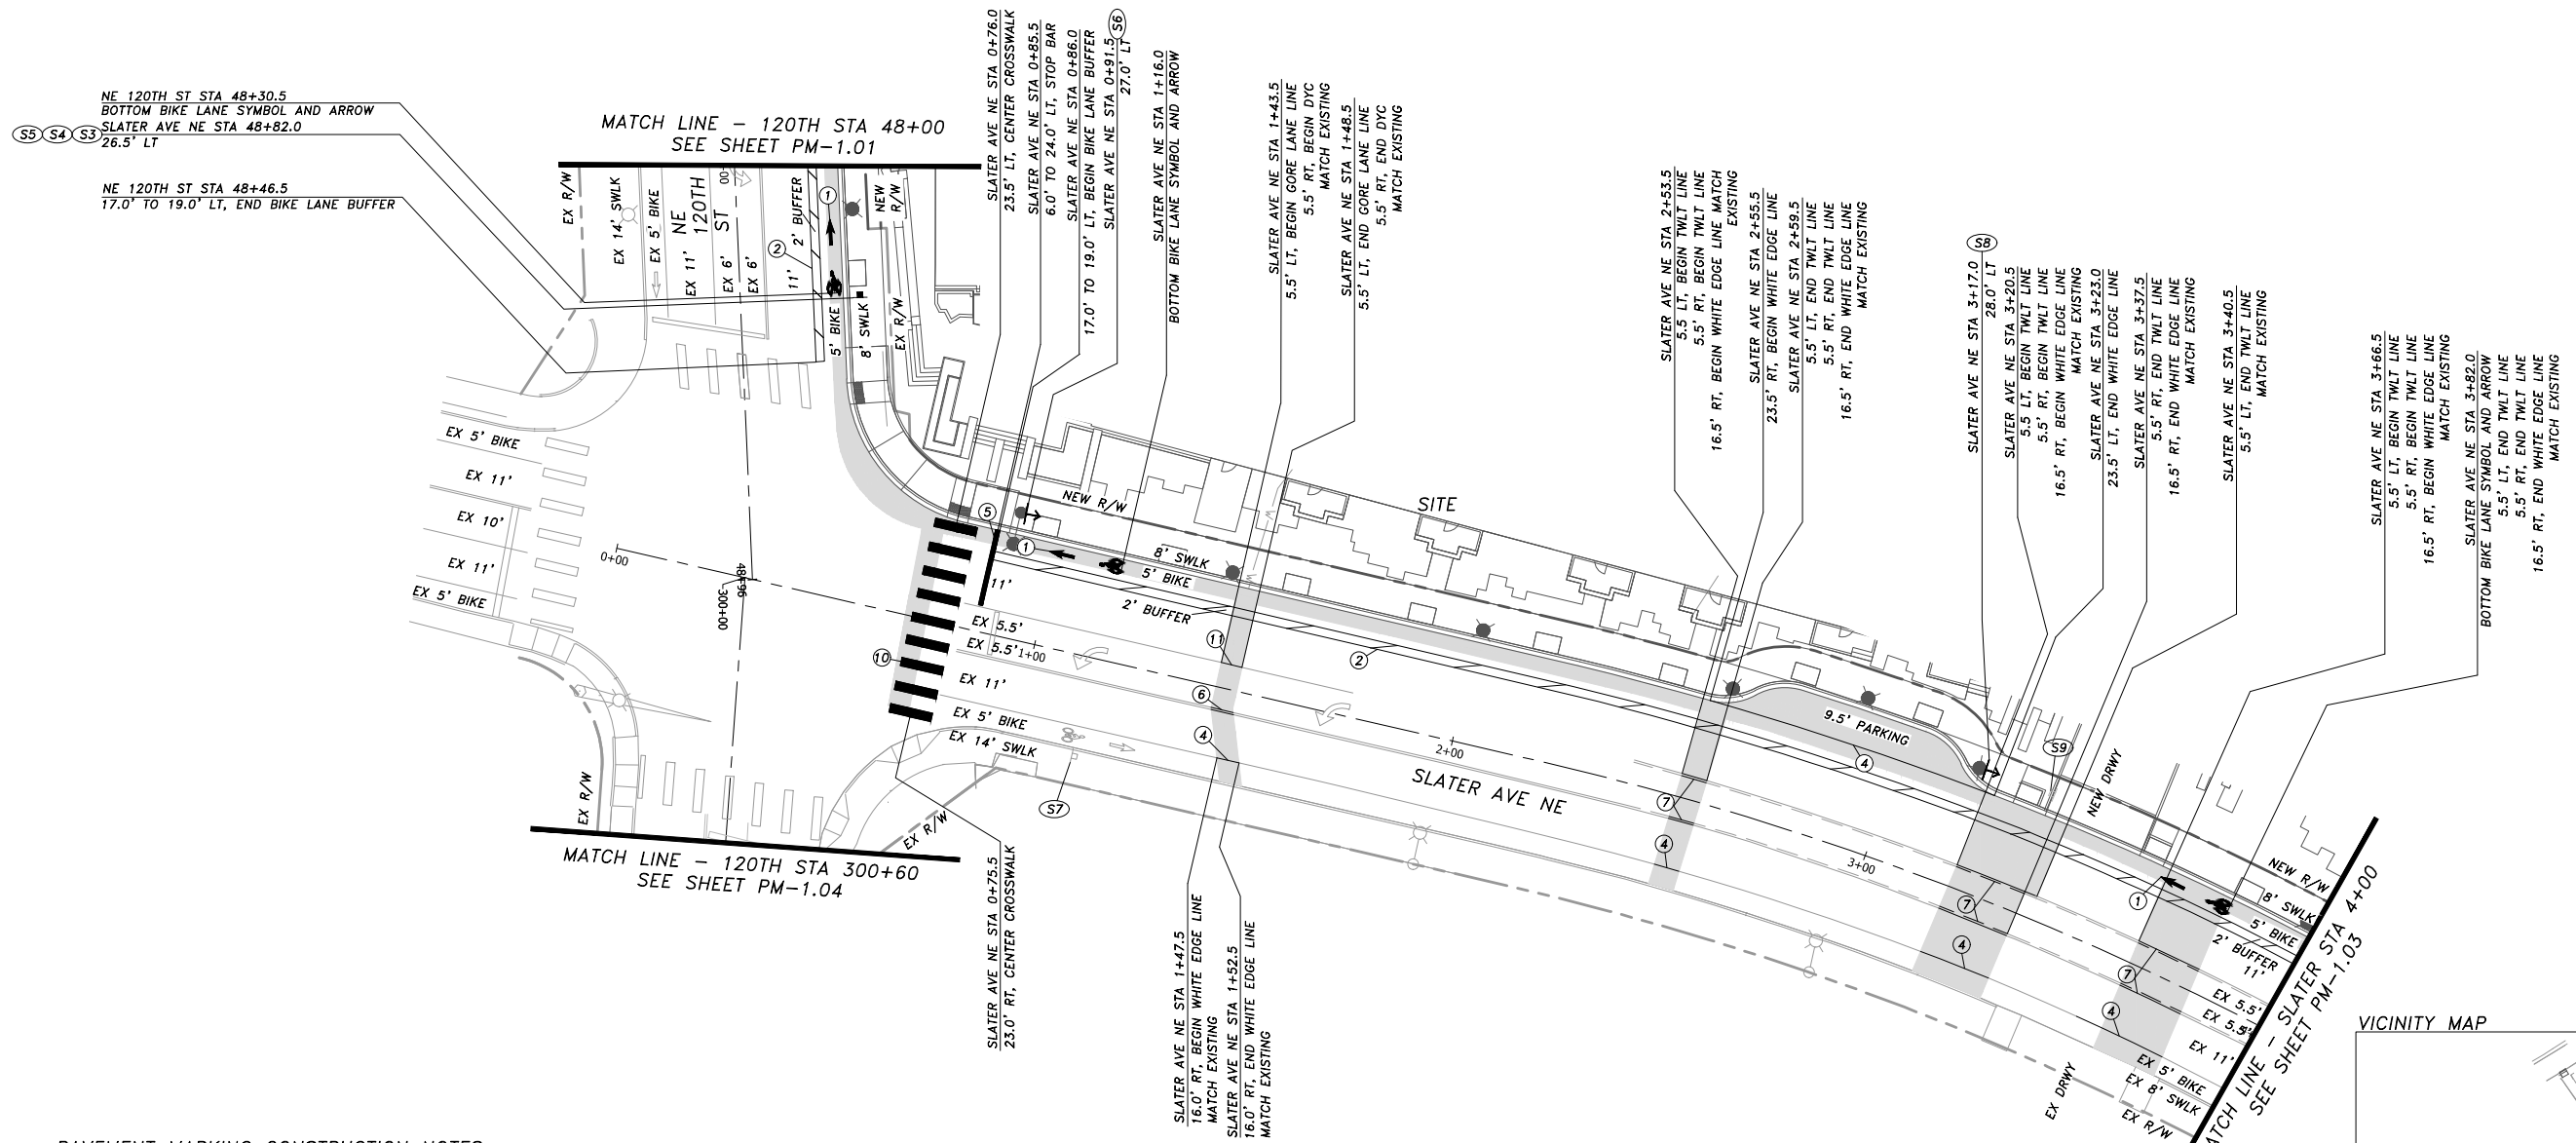 NE 120TH ST STA 48+30.5
BOTTOM BIKE LANE SYMBOL AND ARROW
S5 S4 S3 SLATER AVE NE STA 48+82.0
26.5' LT
NE 120TH ST STA 48+46.5
17.0' TO 19.0' LT, END BIKE LANE BUFFER
MATCH LINE - 120TH STA 48+00
SEE SHEET PM-1.01
SLATER AVE NE STA 0+76.0
23.5' LT, CENTER CROSSWALK
SLATER AVE NE STA 0+85.5
6.0' TO 24.0' LT, STOP BAR
SLATER AVE NE STA 0+86.0
17.0' TO 19.0' LT, BEGIN BIKE LANE BUFFER
SLATER AVE NE STA 0+91.5 S6
27.0' LT
SLATER AVE NE STA 1+16.0
BOTTOM BIKE LANE SYMBOL AND ARROW
SLATER AVE NE STA 1+43.5
5.5' LT, BEGIN GORE LANE LINE
5.5' RT, BEGIN DYC
MATCH EXISTING
SLATER AVE NE STA 1+48.5
5.5' LT, END GORE LANE LINE
5.5' RT, END DYC
MATCH EXISTING
SLATER AVE NE STA 2+53.5
5.5 LT, BEGIN TWLT LINE
5.5' RT, BEGIN TWLT LINE
16.5' RT, BEGIN WHITE EDGE LINE MATCH
EXISTING
SLATER AVE NE STA 2+55.5
23.5' RT, BEGIN WHITE EDGE LINE
SLATER AVE NE STA 2+59.5
5.5' LT, END TWLT LINE
5.5' RT, END TWLT LINE
16.5' RT, END WHITE EDGE LINE
MATCH EXISTING
S8
SLATER AVE NE STA 3+17.0
28.0' LT
SLATER AVE NE STA 3+20.5
5.5 LT, BEGIN TWLT LINE
5.5' RT, BEGIN TWLT LINE
16.5' RT, BEGIN WHITE EDGE LINE
MATCH EXISTING
SLATER AVE NE STA 3+23.0
23.5' LT, END WHITE EDGE LINE
SLATER AVE NE STA 3+37.5
5.5' RT, END TWLT LINE
16.5' RT, END WHITE EDGE LINE
MATCH EXISTING
SLATER AVE NE STA 3+40.5
5.5' LT, END TWLT LINE
MATCH EXISTING
SLATER AVE NE STA 3+66.5
5.5' LT, BEGIN TWLT LINE
5.5' RT, BEGIN TWLT LINE
16.5' RT, BEGIN WHITE EDGE LINE
MATCH EXISTING
SLATER AVE NE STA 3+82.0
BOTTOM BIKE LANE SYMBOL AND ARROW
5.5' LT, END TWLT LINE
5.5' RT, END TWLT LINE
16.5' RT, END WHITE EDGE LINE
MATCH EXISTING
EX R/W
EX 14' SWLK
EX 5' BIKE
EX 11'
NE
120TH
ST
EX 6'
EX 6'
2
11'
2' BUFFER
1
5' BIKE
8' SWLK
NEW
R/W
EX R/W
EX 5' BIKE
EX 11'
EX 10'
EX 11'
EX 5' BIKE
0+00
48+96
300+00
5
1
NEW R/W
8' SWLK
5' BIKE
SITE
11'
2' BUFFER
EX 5.5'
EX 5.5'
1+00
EX 11'
EX 5' BIKE
EX 14' SWLK
10
11
6
4
2
2+00
SLATER AVE NE
S7
9.5' PARKING
4
S9
NEW DRWY
7
4
3+00
7
4
1
7
4
NEW R/W
8' SWLK
5' BIKE
2' BUFFER
11'
EX 5.5'
EX 5.5'
EX 11'
EX 5' BIKE
EX 8' SWLK
EX R/W
EX DRWY
EX R/W
EX R/W
MATCH LINE - 120TH STA 300+60
SEE SHEET PM-1.04
SLATER AVE NE STA 0+75.5
23.0' RT, CENTER CROSSWALK
SLATER AVE NE STA 1+47.5
16.0' RT, BEGIN WHITE EDGE LINE
MATCH EXISTING
SLATER AVE NE STA 1+52.5
16.0' RT, END WHITE EDGE LINE
MATCH EXISTING
MATCH LINE - SLATER STA 4+00
SEE SHEET PM-1.03
VICINITY MAP
PAVEMENT MARKING CONSTRUCTION NOTES